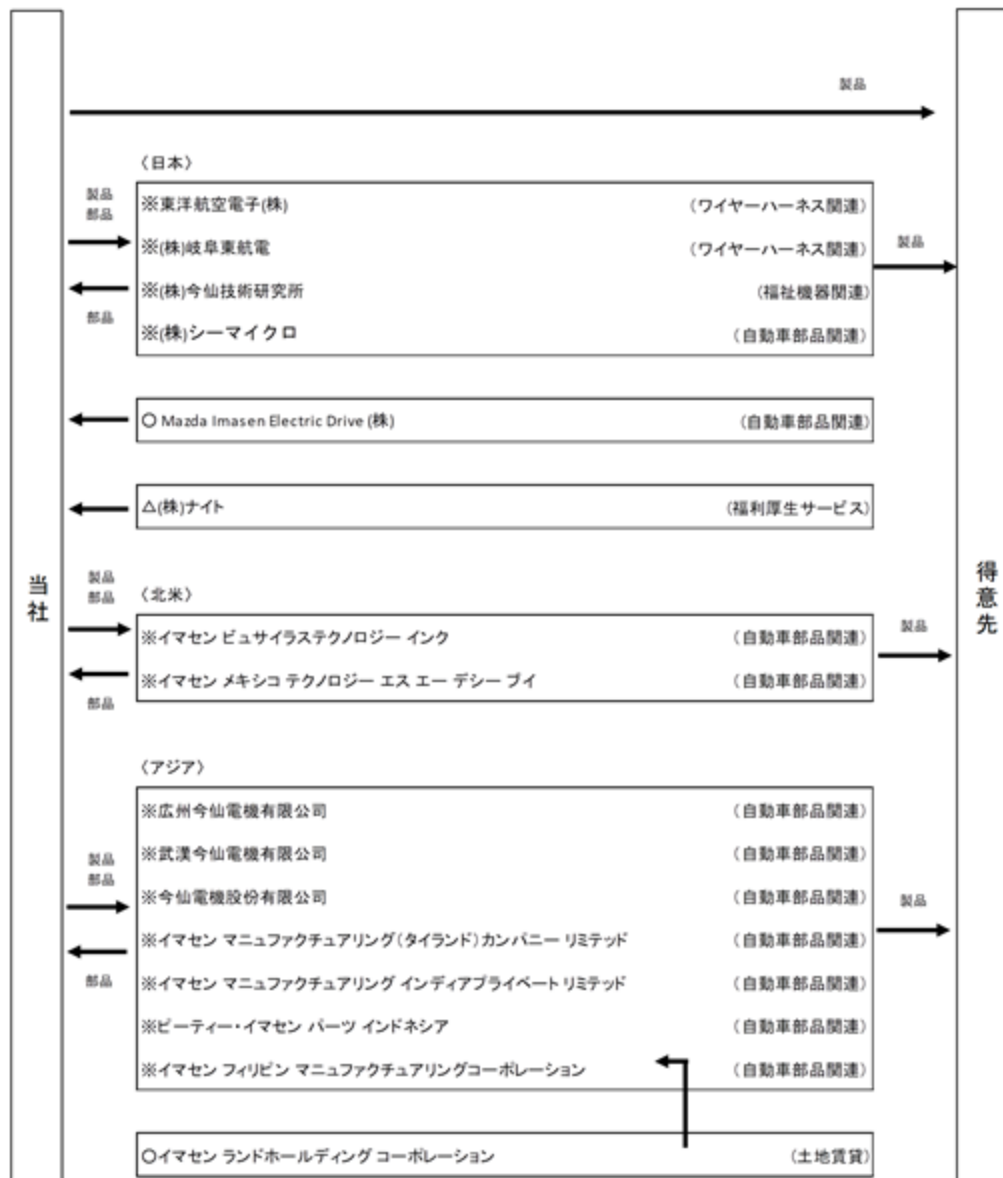 製品
〈日本〉
製品
部品
※東洋航空電子(株) (ワイヤーハーネス関連)
※(株)岐阜東航電 (ワイヤーハーネス関連)
製品
※(株)今仙技術研究所 (福祉機器関連)
部品
※(株)シーマイクロ (自動車部品関連)
○ Mazda Imasen Electric Drive (株) (自動車部品関連)
△(株)ナイト (福利厚生サービス)
当社
得意先
製品
部品
〈北米〉
※イマセン ビュサイラステクノロジー インク (自動車部品関連)
製品
※イマセン メキシコ テクノロジー エス エー デシー ブイ (自動車部品関連)
部品
〈アジア〉
※広州今仙電機有限公司 (自動車部品関連)
※武漢今仙電機有限公司 (自動車部品関連)
製品
部品
※今仙電機股份有限公司 (自動車部品関連)
製品
※イマセン マニュファクチュアリング(タイランド)カンパニー リミテッド (自動車部品関連)
部品
※イマセン マニュファクチュアリング インディアプライベート リミテッド (自動車部品関連)
※ピーティー・イマセン パーツ インドネシア (自動車部品関連)
※イマセン フィリピン マニュファクチュアリングコーポレーション (自動車部品関連)
○イマセン ランドホールディング コーポレーション (土地賃貸)